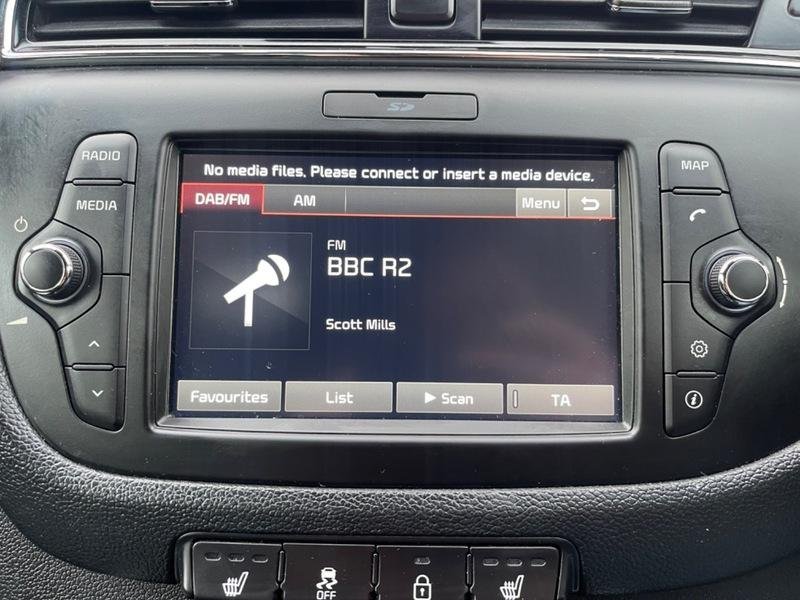 SD
RADIO
MEDIA
MAP
No media files. Please connect or insert a media device.
DAB/FM AM Menu
FM
BBC R2
Scott Mills
Favourites List Scan TA
OFF